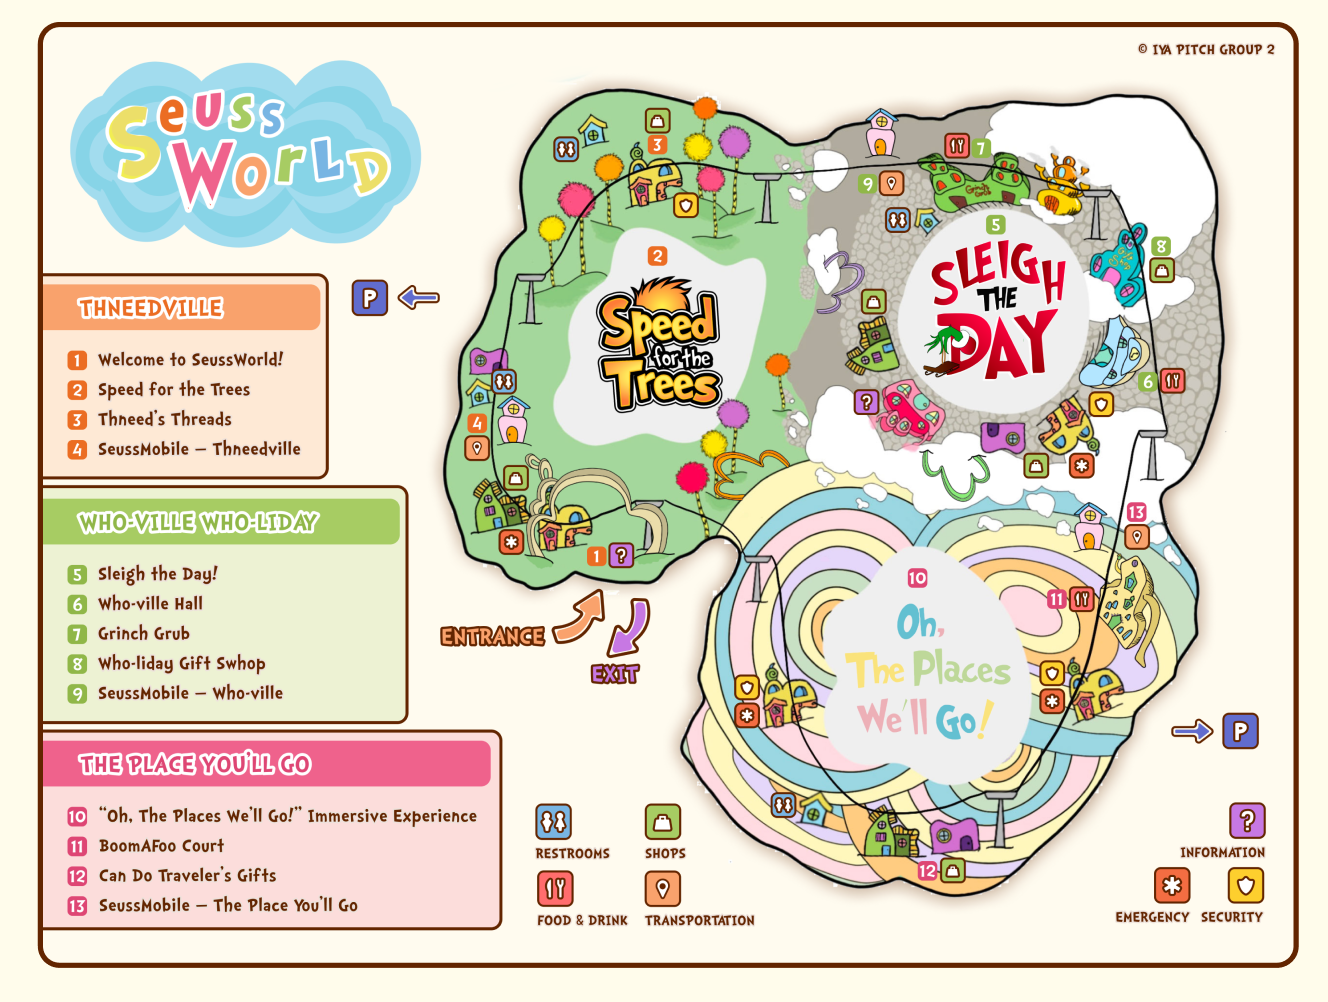 © IYA PITCH GROUP 2
Seuss
World
THNEEDVILLE
1 Welcome to SeussWorld!
2 Speed for the Trees
3 Thneed's Threads
4 SeussMobile – Thneedville
WHO-VILLE WHO-LIDAY
5 Sleigh the Day!
6 Who-ville Hall
7 Grinch Grub
8 Who-liday Gift Swhop
9 SeussMobile – Who-ville
THE PLACE YOU'LL GO
10 "Oh, The Places We'll Go!" Immersive Experience
11 BoomAFoo Court
12 Can Do Traveler's Gifts
13 SeussMobile – The Place You'll Go
P
3
7
9
5
8
2
Speed
for the
Trees
SLEIGH
THE
DAY
Grinch
Grub
Gift
Shop
6
4
?
1 ?
13
10
11
Oh,
The Places
We'll Go!
12
ENTRANCE
EXIT
P
RESTROOMS
SHOPS
FOOD & DRINK
TRANSPORTATION
?
INFORMATION
EMERGENCY
SECURITY